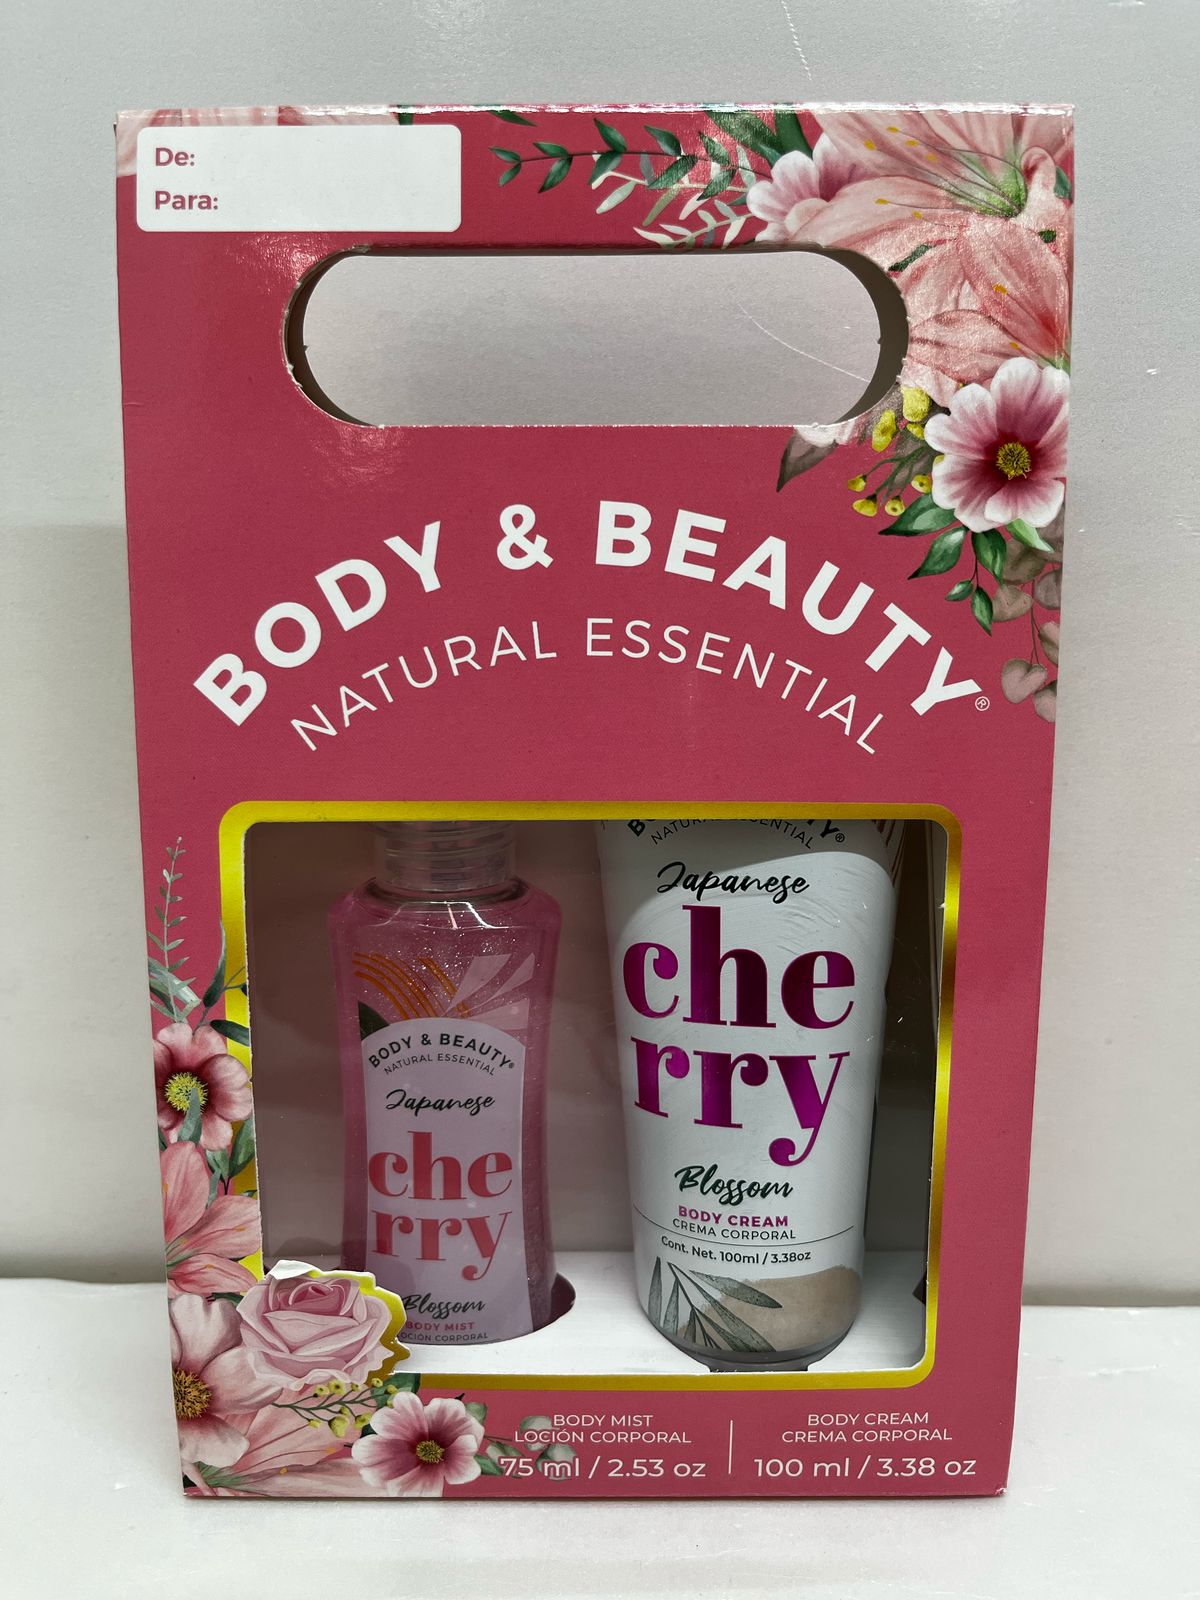 De:
Para:
BODY & BEAUTY®
NATURAL ESSENTIAL
BODY & BEAUTY®
NATURAL ESSENTIAL
Japanese
che
rry
Blossom
BODY MIST
LOCIÓN CORPORAL
NATURAL ESSENTIAL
Japanese
che
rry
Blossom
BODY CREAM
CREMA CORPORAL
Cont. Net. 100ml / 3.38oz
BODY MIST
LOCIÓN CORPORAL
75 ml / 2.53 oz
BODY CREAM
CREMA CORPORAL
100 ml / 3.38 oz